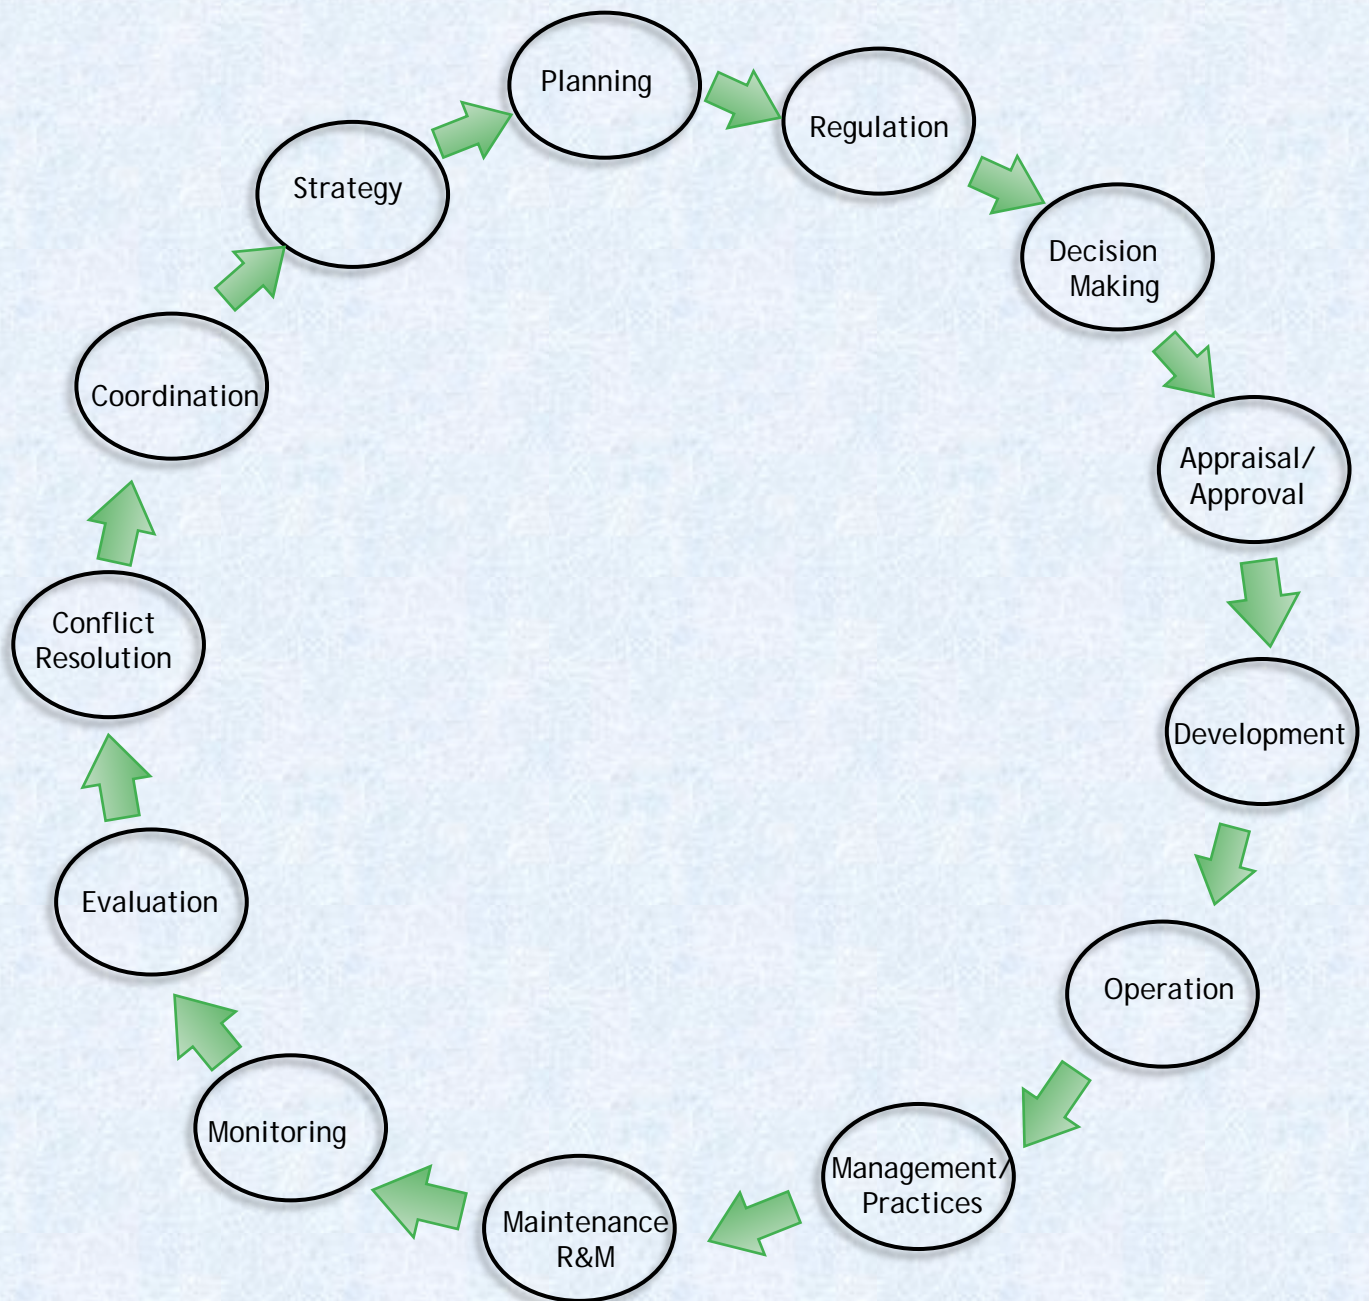 Planning
Regulation
Decision
Making
Appraisal/
Approval
Development
Operation
Management/
Practices
Maintenance
R&M
Monitoring
Evaluation
Conflict
Resolution
Coordination
Strategy